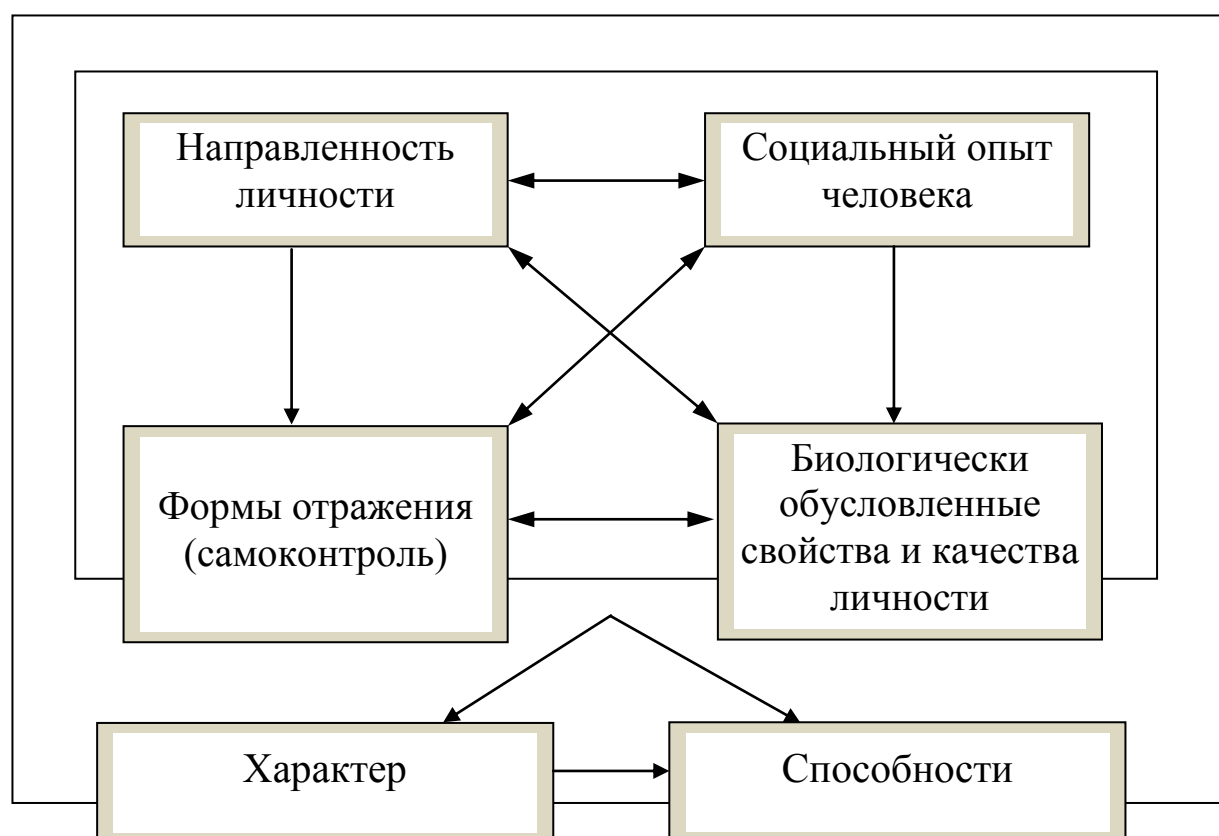 Направленность
личности
Социальный опыт
человека
Формы отражения
(самоконтроль)
Биологически
обусловленные
свойства и качества
личности
Характер
Способности